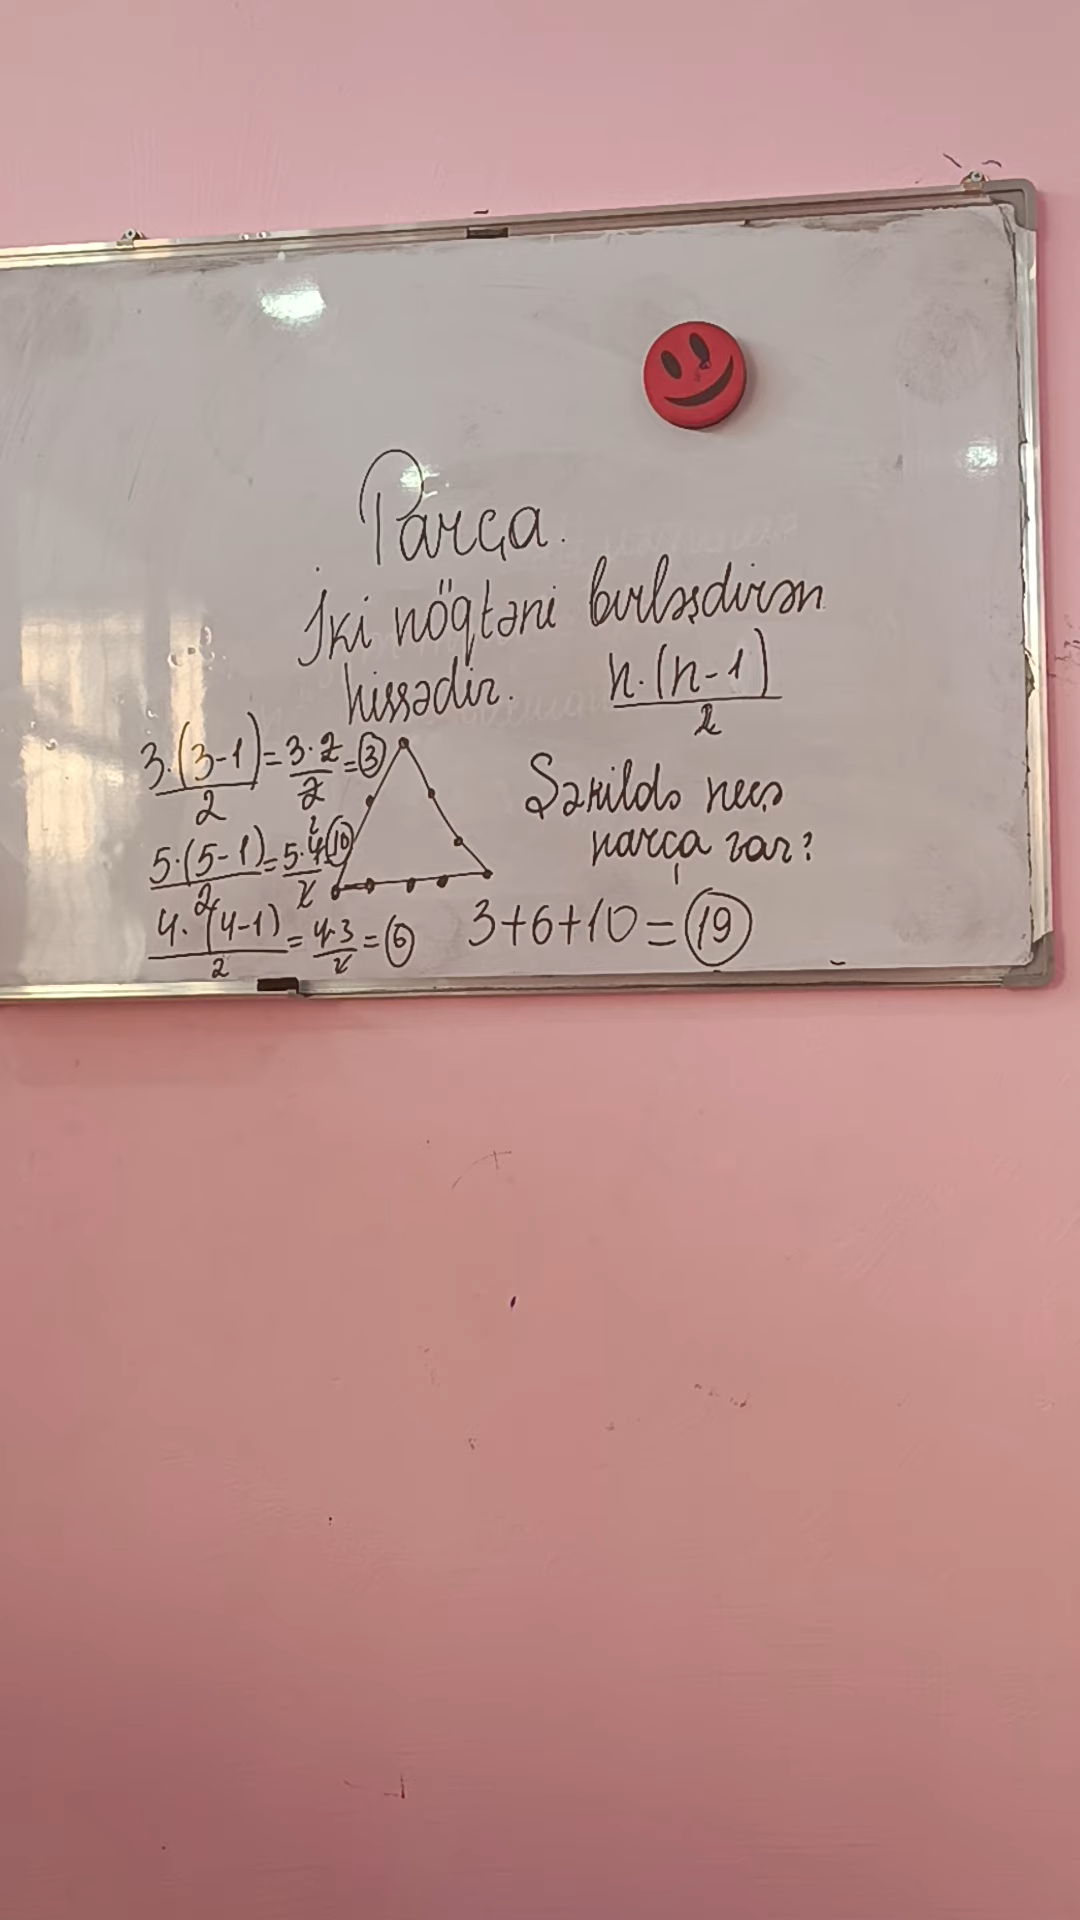 Parça.
İki nöqtəni birləşdirən
hissədir. n·(n-1)/2
3·(3-1)/2 = 3·2/2 = 3
Şəkildə neçə
parça var?
5·(5-1)/2 = 5·4/2 = 10
4·(4-1)/2 = 4·3/2 = 6
3+6+10=19